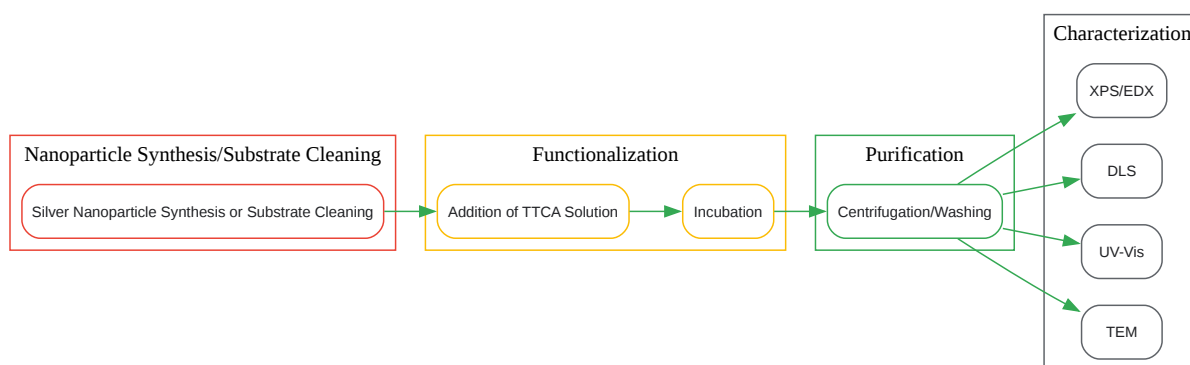 Nanoparticle Synthesis/Substrate Cleaning
Silver Nanoparticle Synthesis or Substrate Cleaning
Functionalization
Addition of TTCA Solution
Incubation
Purification
Centrifugation/Washing
Characterization
XPS/EDX
DLS
UV-Vis
TEM